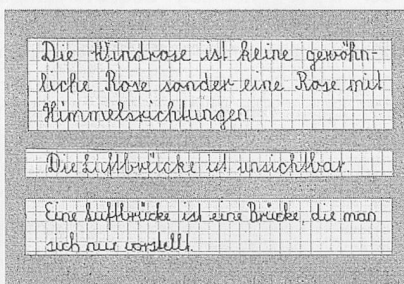 Die Windrose ist keine gewöhn-
liche Rose sonder eine Rose mit
Himmelsrichtungen.
Die Luftbrücke ist unsichtbar.
Eine Luftbrücke ist eine Brücke, die man
sich nur vorstellt.